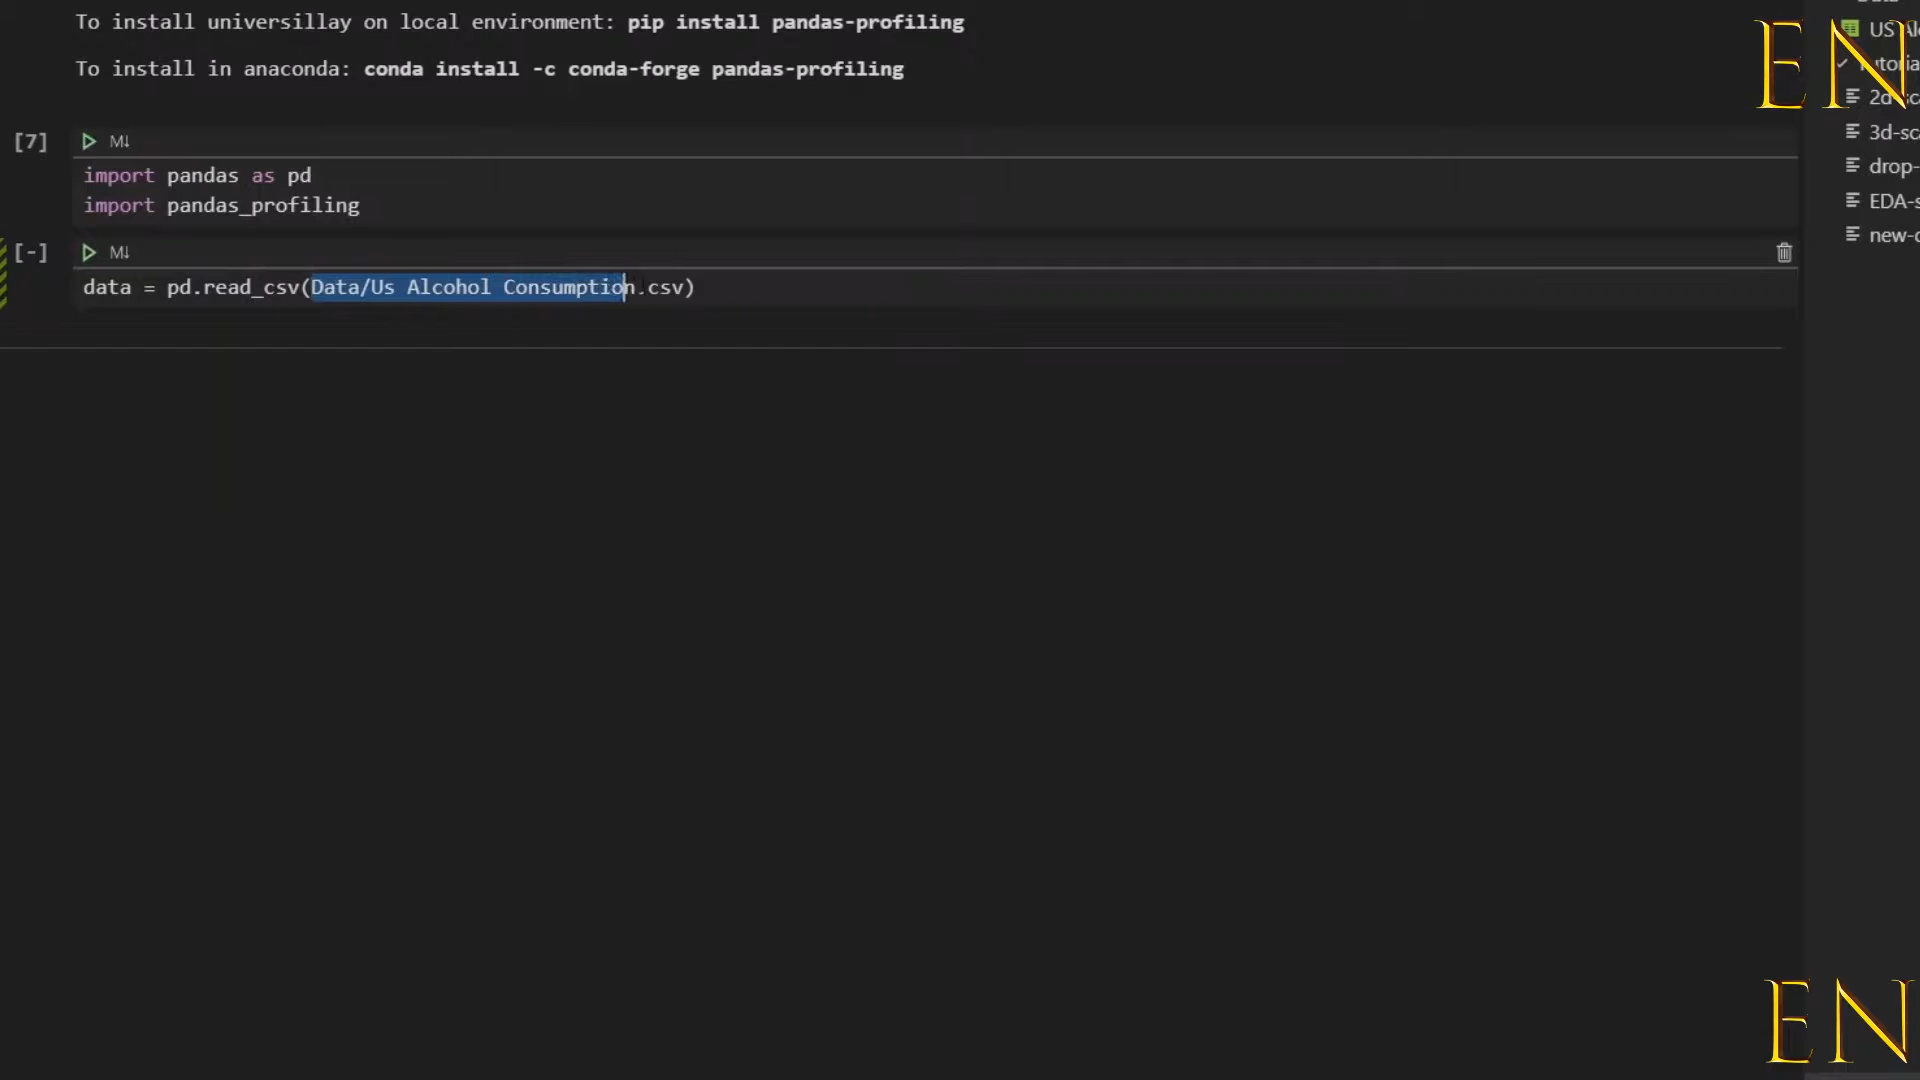 To install universillay on local environment: pip install pandas-profiling
To install in anaconda: conda install -c conda-forge pandas-profiling
[7]
M↓
import pandas as pd
import pandas_profiling
[-]
M↓
data = pd.read_csv(Data/Us Alcohol Consumption.csv)
US
2d-sc
3d-sc
drop-
EDA-s
new-c
EN
EN